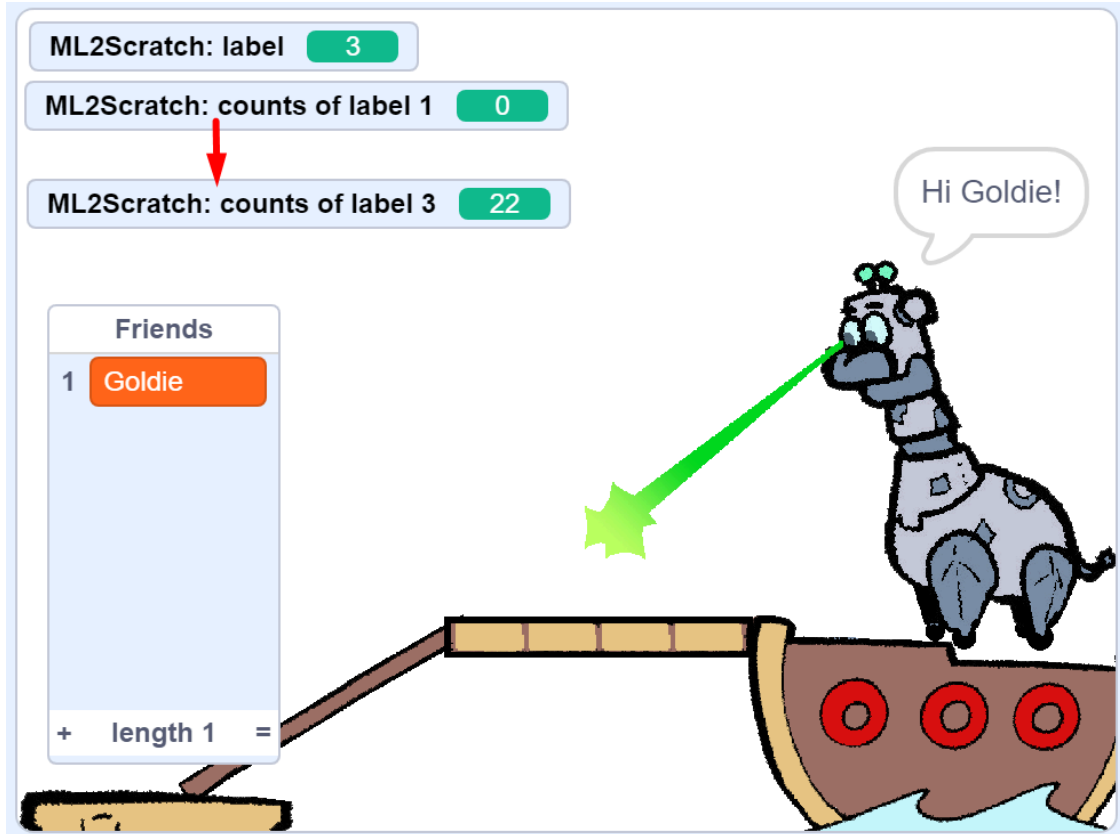 ML2Scratch: label 3
ML2Scratch: counts of label 1 0
ML2Scratch: counts of label 3 22
Hi Goldie!
Friends
1 Goldie
+ length 1 =